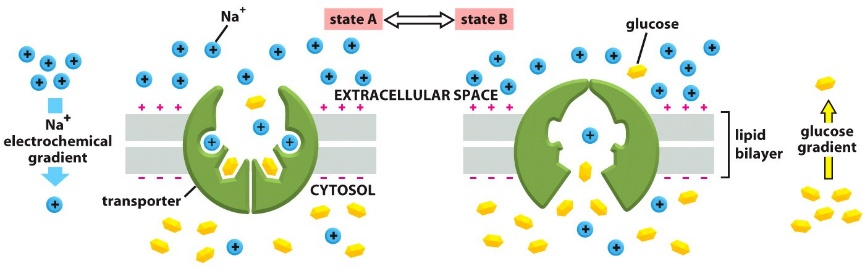 Na+
state A
state B
glucose
EXTRACELLULAR SPACE
+ + +
+ + +
+ + +
+ + +
Na+
electrochemical
gradient
lipid
bilayer
glucose
gradient
transporter
CYTOSOL
- - -
- - -
- - -
- - -